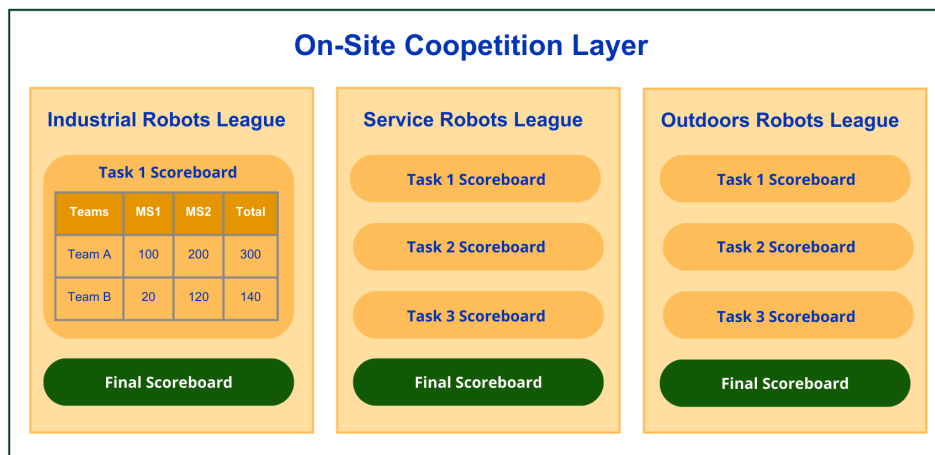 On-Site Coopetition Layer
Industrial Robots League
Task 1 Scoreboard
Teams MS1 MS2 Total
Team A 100 200 300
Team B 20 120 140
Final Scoreboard
Service Robots League
Task 1 Scoreboard
Task 2 Scoreboard
Task 3 Scoreboard
Final Scoreboard
Outdoors Robots League
Task 1 Scoreboard
Task 2 Scoreboard
Task 3 Scoreboard
Final Scoreboard